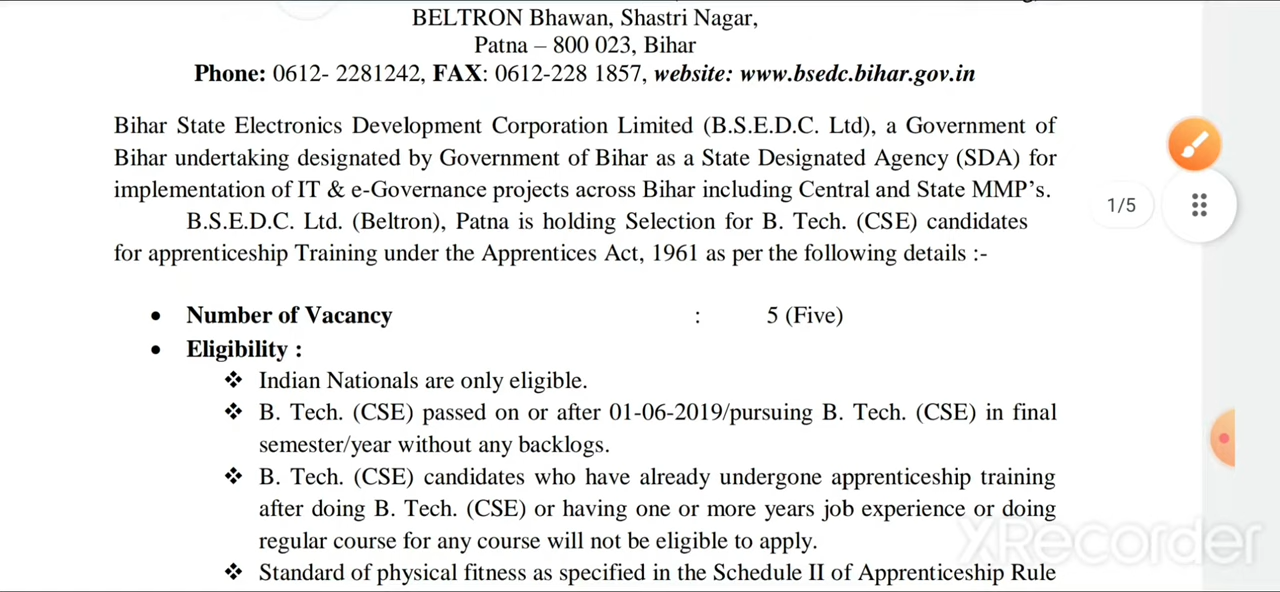 BELTRON Bhawan, Shastri Nagar,
Patna – 800 023, Bihar
Phone: 0612- 2281242, FAX: 0612-228 1857, website: www.bsedc.bihar.gov.in
Bihar State Electronics Development Corporation Limited (B.S.E.D.C. Ltd), a Government of
Bihar undertaking designated by Government of Bihar as a State Designated Agency (SDA) for
implementation of IT & e-Governance projects across Bihar including Central and State MMP's.
1/5
B.S.E.D.C. Ltd. (Beltron), Patna is holding Selection for B. Tech. (CSE) candidates
for apprenticeship Training under the Apprentices Act, 1961 as per the following details :-
• Number of Vacancy : 5 (Five)
• Eligibility :
❖ Indian Nationals are only eligible.
❖ B. Tech. (CSE) passed on or after 01-06-2019/pursuing B. Tech. (CSE) in final
semester/year without any backlogs.
❖ B. Tech. (CSE) candidates who have already undergone apprenticeship training
after doing B. Tech. (CSE) or having one or more years job experience or doing
regular course for any course will not be eligible to apply.
XRecorder
❖ Standard of physical fitness as specified in the Schedule II of Apprenticeship Rule